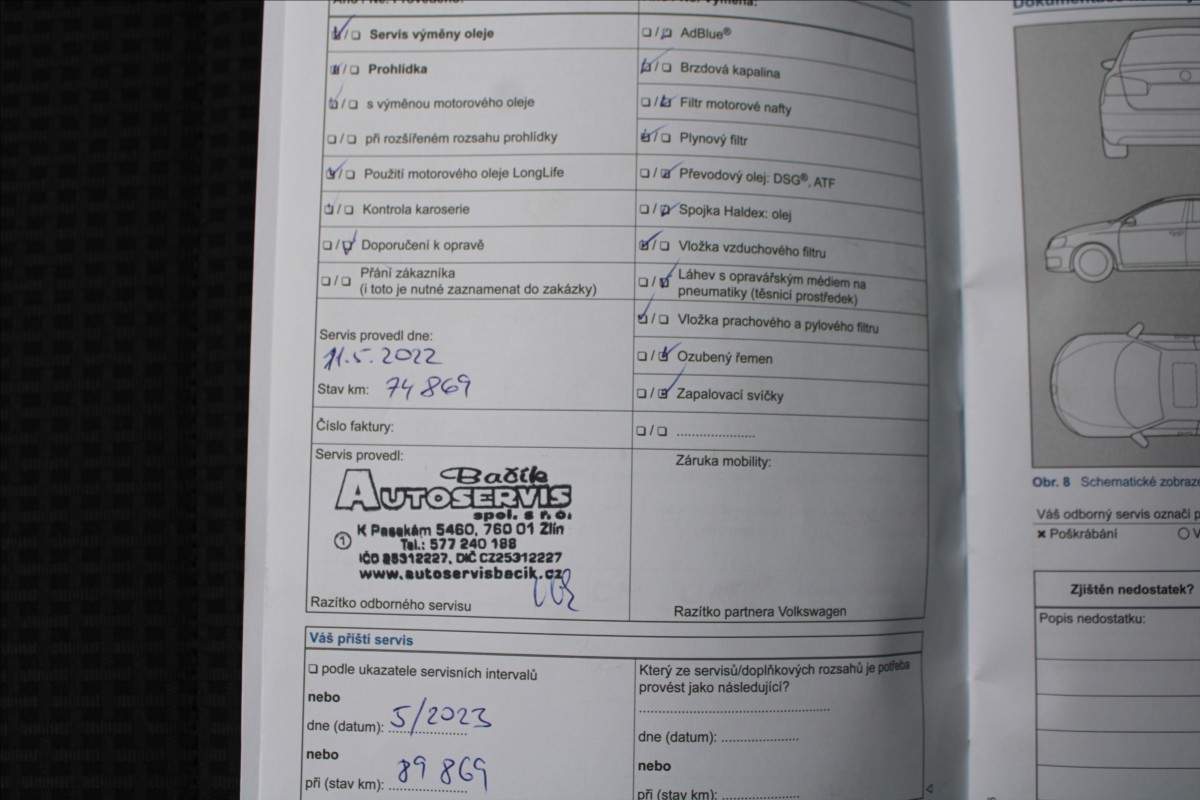 Servis výměny oleje
Prohlídka
s výměnou motorového oleje
při rozšířeném rozsahu prohlídky
Použití motorového oleje LongLife
Kontrola karoserie
Doporučení k opravě
Přání zákazníka
(i toto je nutné zaznamenat do zakázky)
Servis provedl dne:
11.5.2022
Stav km: 74 869
Číslo faktury:
Servis provedl:
Bačík
AUTOSERVIS
spol. s r.o.
1 K Pasekám 5460, 760 01 Zlín
Tel.: 577 240 188
IČO 25312227, DIČ CZ25312227
www.autoservisbacik.cz
Razítko odborného servisu
AdBlue®
Brzdová kapalina
Filtr motorové nafty
Plynový filtr
Převodový olej: DSG®, ATF
Spojka Haldex: olej
Vložka vzduchového filtru
Láhev s opravářským médiem na
pneumatiky (těsnicí prostředek)
Vložka prachového a pylového filtru
Ozubený řemen
Zapalovací svíčky
Záruka mobility:
Razítko partnera Volkswagen
Váš příští servis
podle ukazatele servisních intervalů
nebo
dne (datum): 5/2023
nebo
při (stav km): 89 869
Který ze servisů/doplňkových rozsahů je potřeba
provést jako následující?
dne (datum):
nebo
při (stav km):
Obr. 8 Schematické
Váš odborný servis označí
× Poškrábání
Zjištěn nedostatek?
Popis nedostatku: